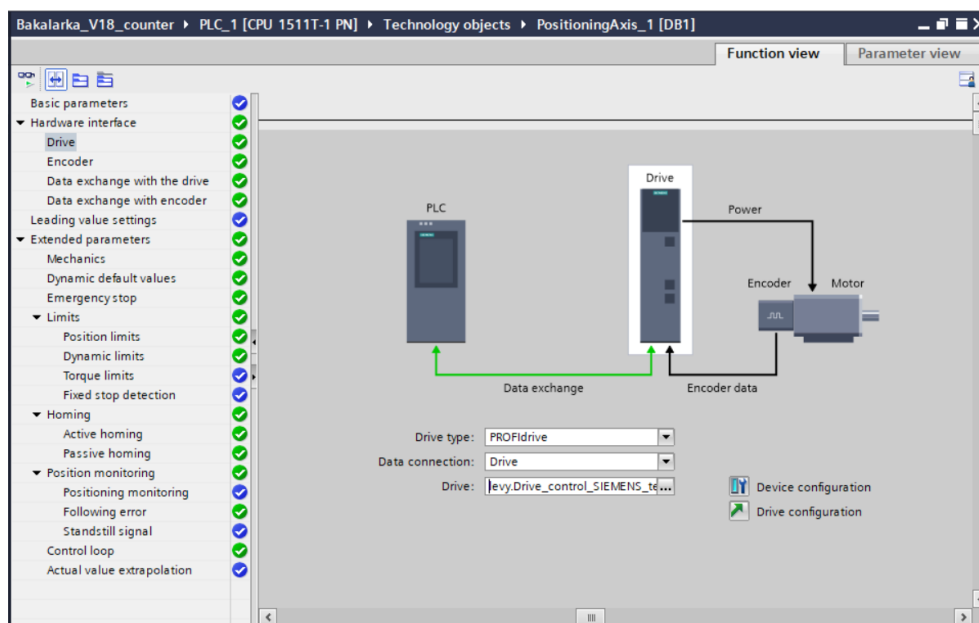 Bakalarka_V18_counter ▸ PLC_1 [CPU 1511T-1 PN] ▸ Technology objects ▸ PositioningAxis_1 [DB1]
Function view
Parameter view
Basic parameters
Hardware interface
Drive
Encoder
Data exchange with the drive
Data exchange with encoder
Leading value settings
Extended parameters
Mechanics
Dynamic default values
Emergency stop
Limits
Position limits
Dynamic limits
Torque limits
Fixed stop detection
Homing
Active homing
Passive homing
Position monitoring
Positioning monitoring
Following error
Standstill signal
Control loop
Actual value extrapolation
PLC
Drive
Power
Encoder
Motor
Data exchange
Encoder data
Drive type: PROFIdrive
Data connection: Drive
Drive: levy.Drive_control_SIEMENS_te...
Device configuration
Drive configuration